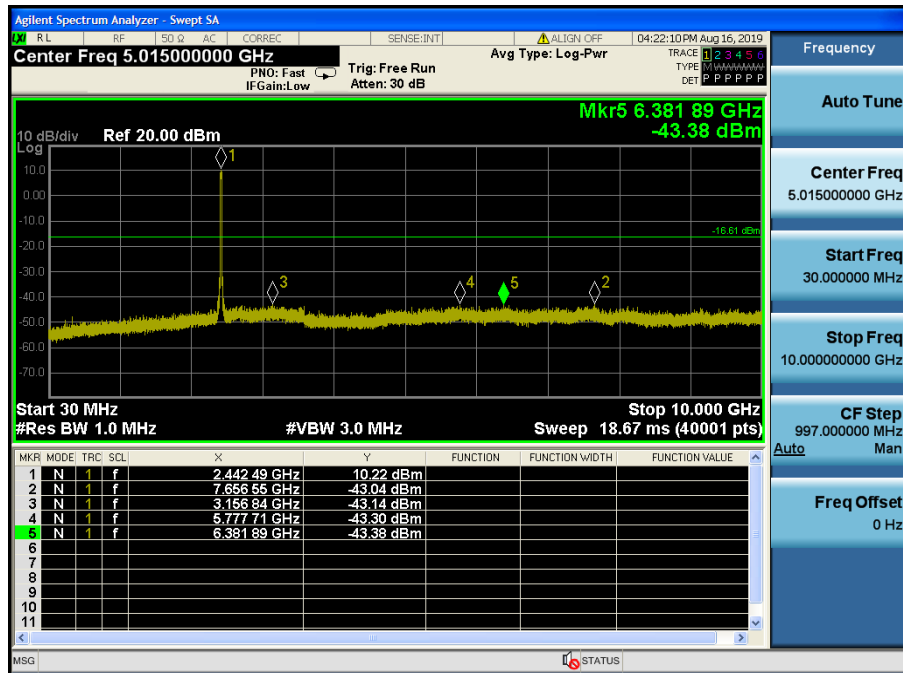 Agilent Spectrum Analyzer - Swept SA
LXI RL RF 50 Ω AC CORREC SENSE:INT ALIGN OFF 04:22:10 PM Aug 16, 2019
Center Freq 5.015000000 GHz
PNO: Fast
IFGain:Low
Trig: Free Run
Atten: 30 dB
Avg Type: Log-Pwr
TRACE 1 2 3 4 5 6
TYPE M WWWWW
DET P P P P P P
Mkr5 6.381 89 GHz
-43.38 dBm
10 dB/div Ref 20.00 dBm
Log
10.0
0.00
-10.0
-20.0
-30.0
-40.0
-50.0
-60.0
-70.0
1
3
4
5
2
-16.61 dBm
Start 30 MHz Stop 10.000 GHz
#Res BW 1.0 MHz #VBW 3.0 MHz Sweep 18.67 ms (40001 pts)
MKR MODE TRC SCL X Y FUNCTION FUNCTION WIDTH FUNCTION VALUE
1 N 1 f 2.442 49 GHz 10.22 dBm
2 N 1 f 7.656 55 GHz -43.04 dBm
3 N 1 f 3.156 84 GHz -43.14 dBm
4 N 1 f 5.777 71 GHz -43.30 dBm
5 N 1 f 6.381 89 GHz -43.38 dBm
6
7
8
9
10
11
MSG STATUS
Frequency
Auto Tune
Center Freq
5.015000000 GHz
Start Freq
30.000000 MHz
Stop Freq
10.000000000 GHz
CF Step
997.000000 MHz
Auto Man
Freq Offset
0 Hz